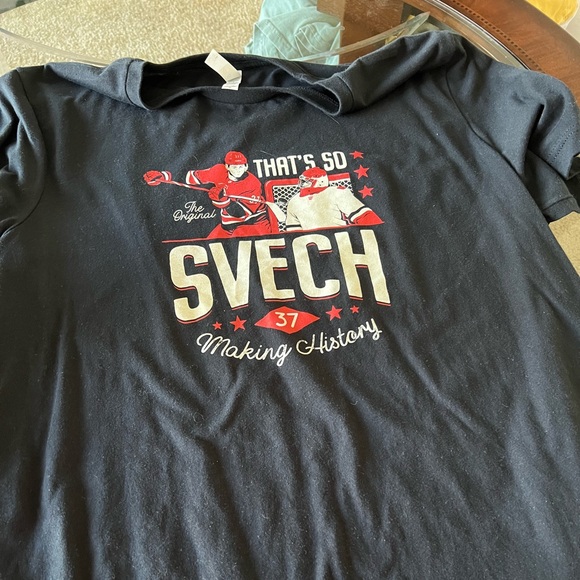 THAT'S SO
The
Original
SVECH
37
Making History